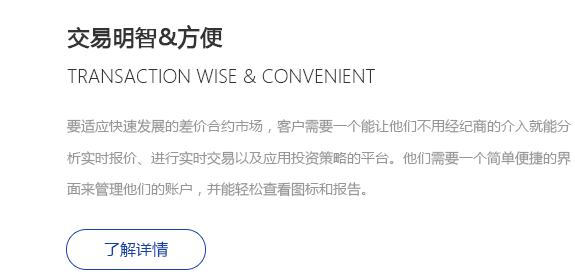 交易明智&方便
TRANSACTION WISE & CONVENIENT
要适应快速发展的差价合约市场，客户需要一个能让他们不用经纪商的介入就能分
析实时报价、进行实时交易以及应用投资策略的平台。他们需要一个简单便捷的界
面来管理他们的账户，并能轻松查看图标和报告。
了解详情